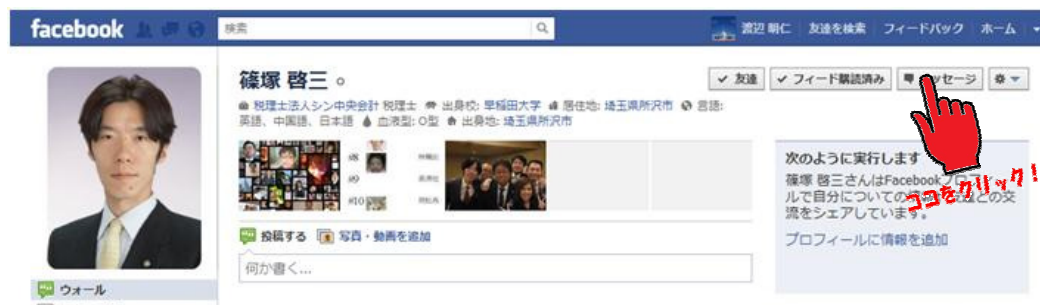 facebook
検索
渡辺 明仁 友達を検索 フィードバック ホーム
篠塚 啓三。
✓ 友達 ✓ フィード購読済み ッセージ
税理士法人シン中央会計 税理士 出身校: 早稲田大学 居住地: 埼玉県所沢市 言語:
英語、中国語、日本語 血液型: O型 出身地: 埼玉県所沢市
#8
#9
#10
次のように実行します
篠塚 啓三さんはFacebookプロフィー
ルで自分についての との交
流をシェアしています。
プロフィールに情報を追加
ココをクリック!
投稿する 写真・動画を追加
何か書く...
ウォール